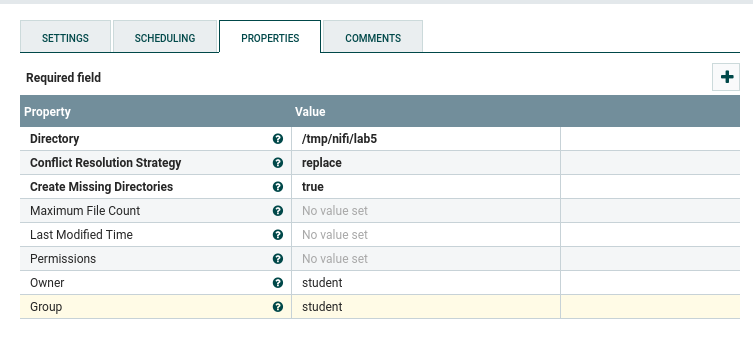 SETTINGS SCHEDULING PROPERTIES COMMENTS
Required field
Property Value
Directory /tmp/nifi/lab5
Conflict Resolution Strategy replace
Create Missing Directories true
Maximum File Count No value set
Last Modified Time No value set
Permissions No value set
Owner student
Group student